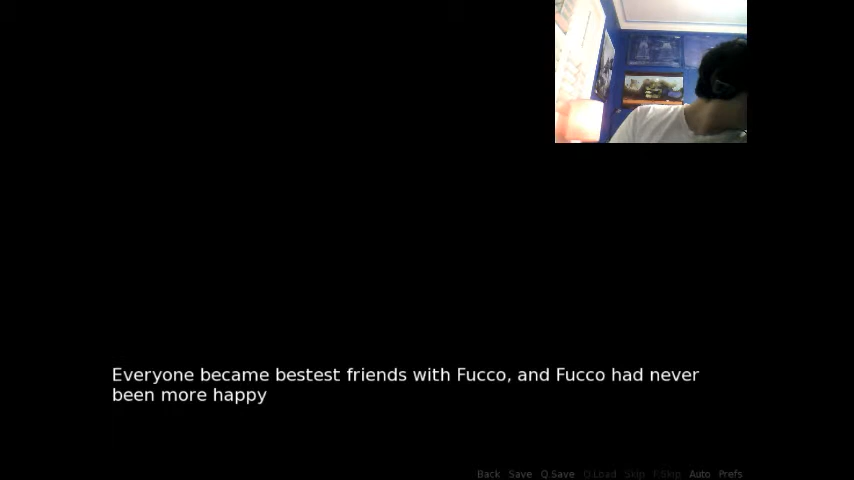 Everyone became bestest friends with Fucco, and Fucco had never
been more happy
Back Save Q.Save Q.Load Skip F.Skip Auto Prefs